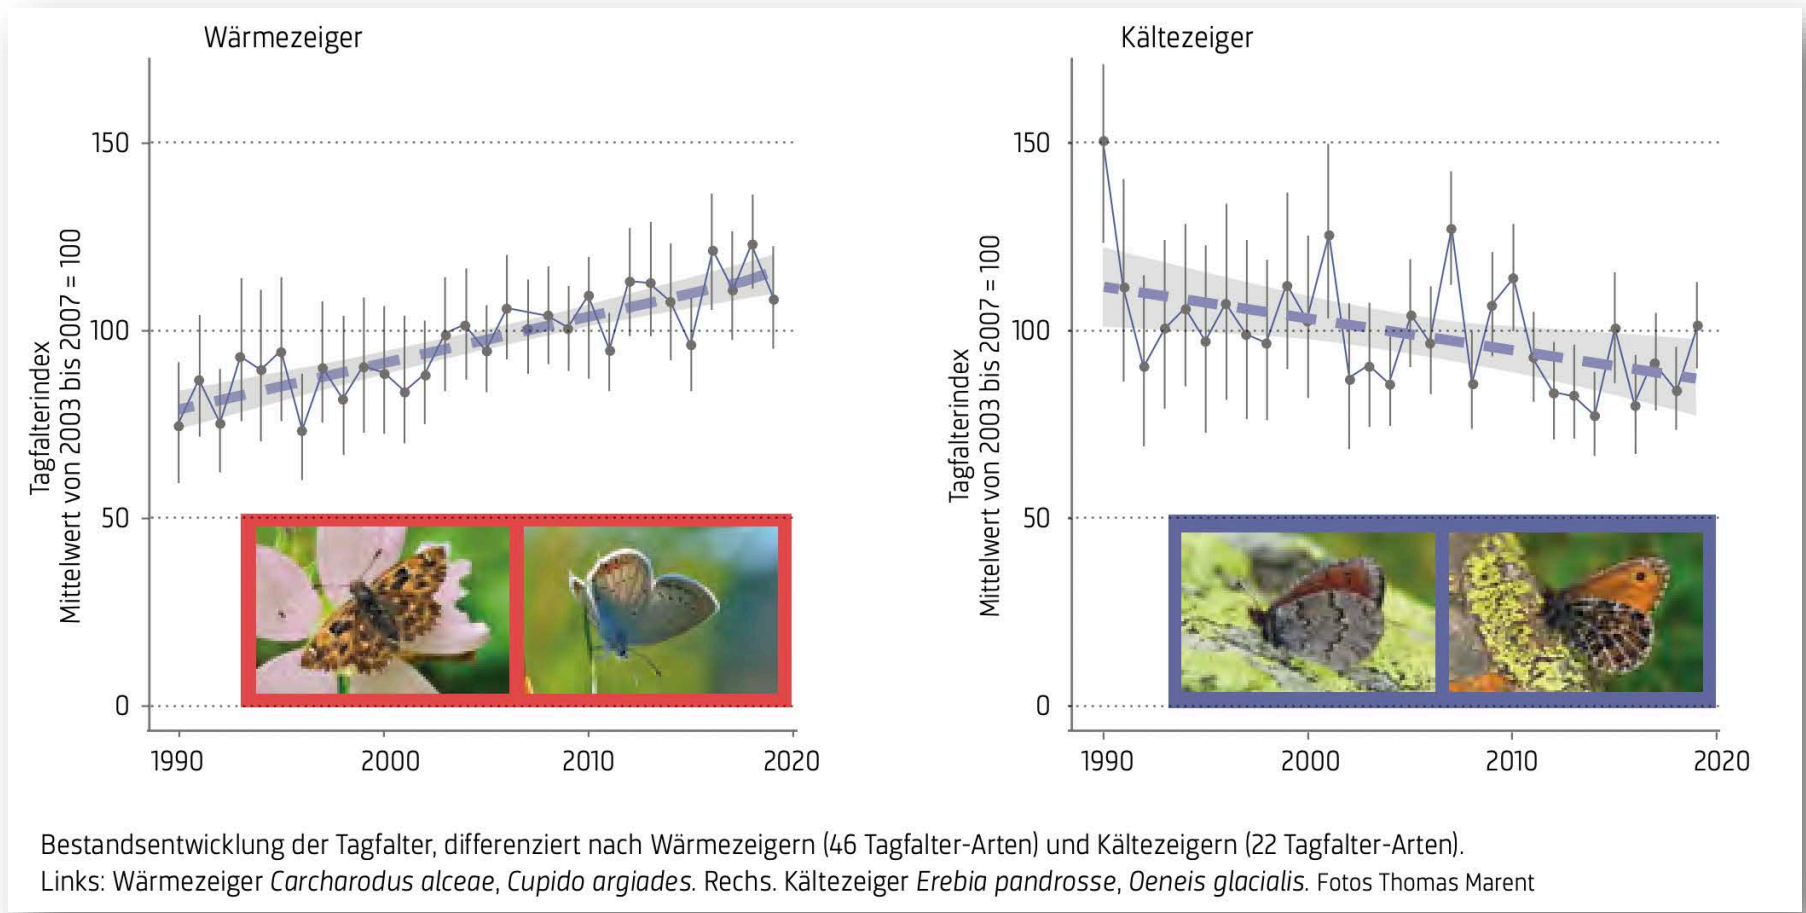 Wärmezeiger
Tagfalterindex
Mittelwert von 2003 bis 2007 = 100
150
100
50
0
1990
2000
2010
2020
Kältezeiger
Tagfalterindex
Mittelwert von 2003 bis 2007 = 100
150
100
50
0
1990
2000
2010
2020
Bestandsentwicklung der Tagfalter, differenziert nach Wärmezeigern (46 Tagfalter-Arten) und Kältezeigern (22 Tagfalter-Arten).
Links: Wärmezeiger Carcharodus alceae, Cupido argiades. Rechs. Kältezeiger Erebia pandrosse, Oeneis glacialis. Fotos Thomas Marent